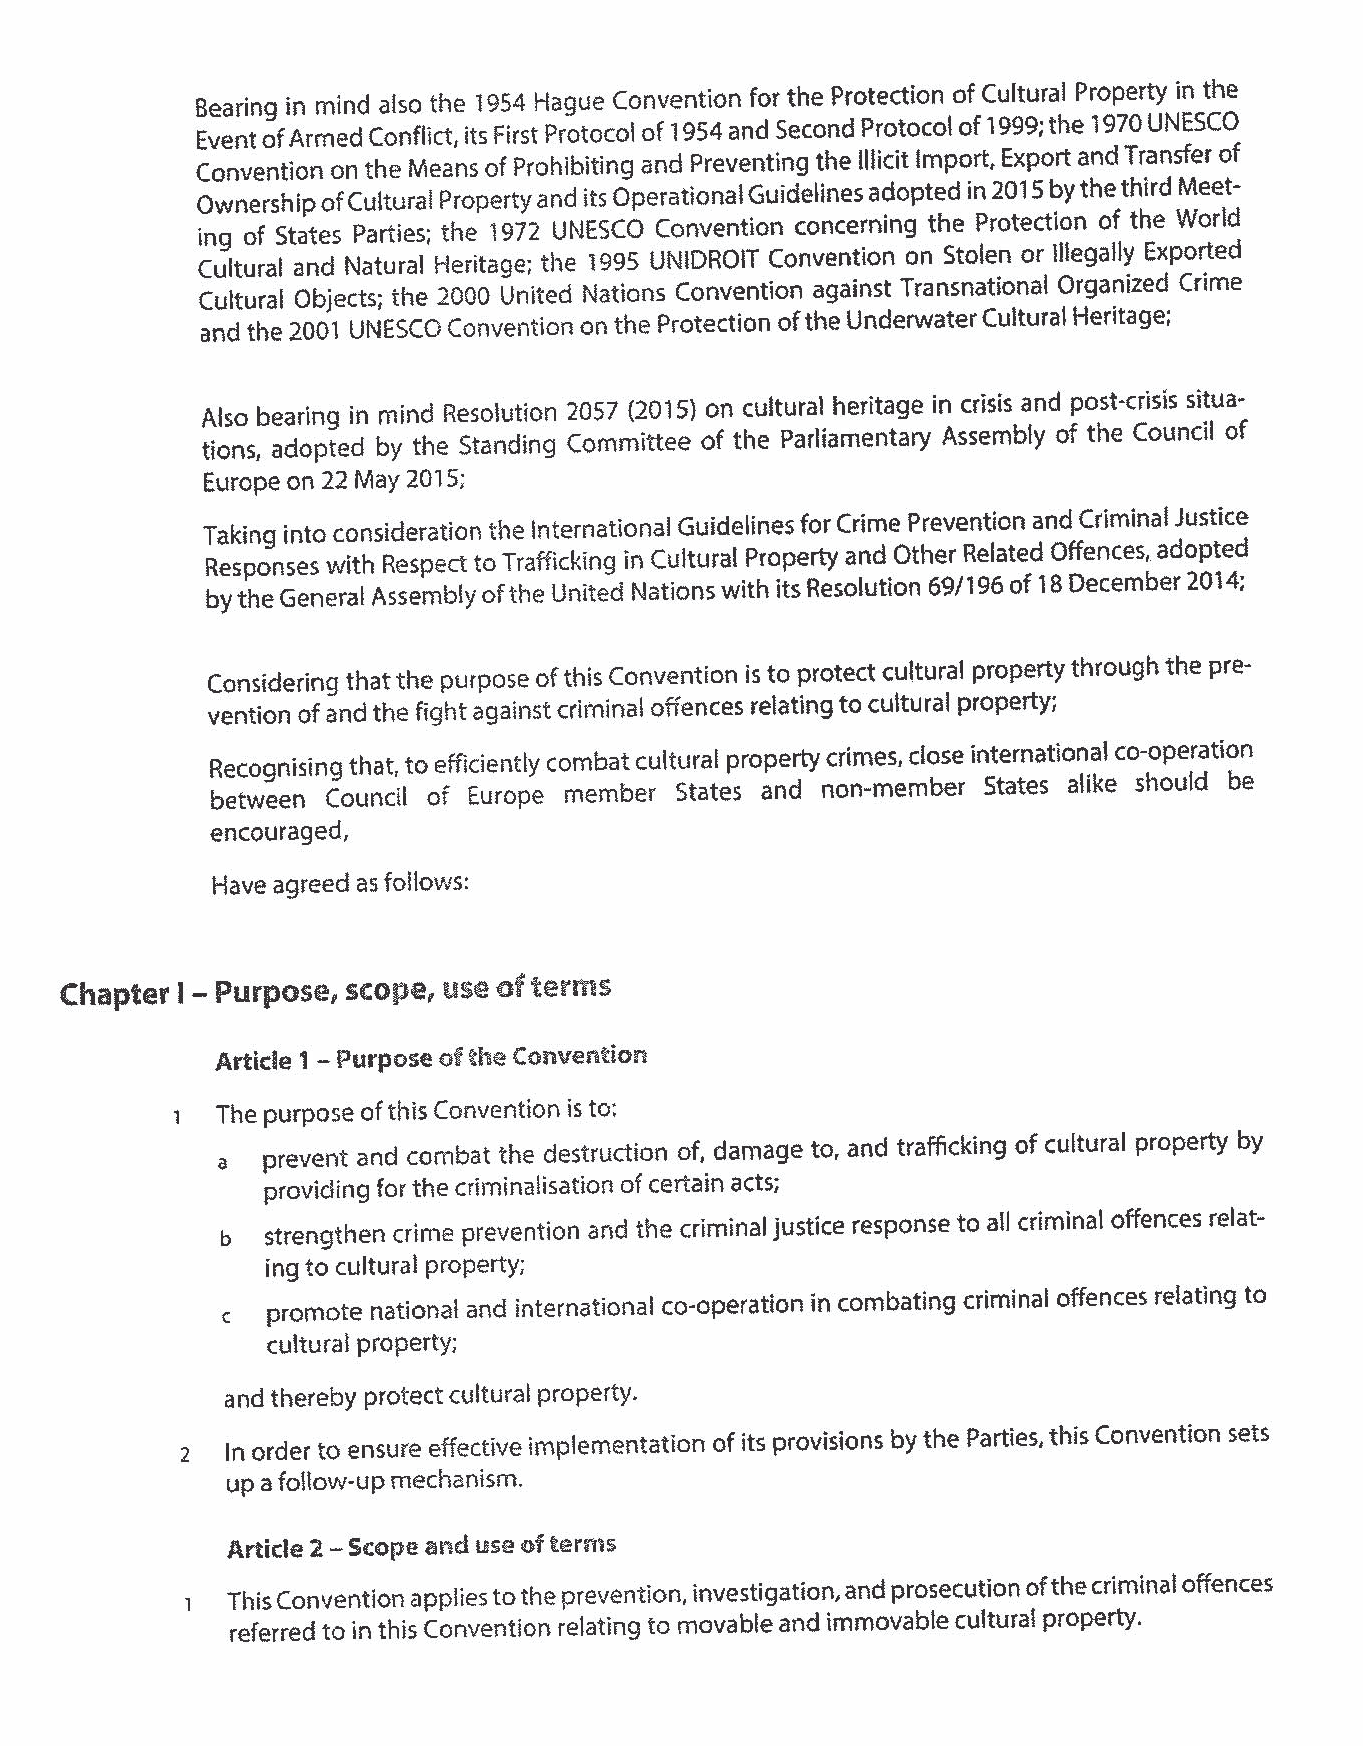 Bearing in mind also the 1954 Hague Convention for the Protection of Cultural Property in the
Event of Armed Conflict, its First Protocol of 1954 and Second Protocol of 1999; the 1970 UNESCO
Convention on the Means of Prohibiting and Preventing the Illicit Import, Export and Transfer of
Ownership of Cultural Property and its Operational Guidelines adopted in 2015 by the third Meet-
ing of States Parties; the 1972 UNESCO Convention concerning the Protection of the World
Cultural and Natural Heritage; the 1995 UNIDROIT Convention on Stolen or Illegally Exported
Cultural Objects; the 2000 United Nations Convention against Transnational Organized Crime
and the 2001 UNESCO Convention on the Protection of the Underwater Cultural Heritage;
Also bearing in mind Resolution 2057 (2015) on cultural heritage in crisis and post-crisis situa-
tions, adopted by the Standing Committee of the Parliamentary Assembly of the Council of
Europe on 22 May 2015;
Taking into consideration the International Guidelines for Crime Prevention and Criminal Justice
Responses with Respect to Trafficking in Cultural Property and Other Related Offences, adopted
by the General Assembly of the United Nations with its Resolution 69/196 of 18 December 2014;
Considering that the purpose of this Convention is to protect cultural property through the pre-
vention of and the fight against criminal offences relating to cultural property;
Recognising that, to efficiently combat cultural property crimes, close international co-operation
between Council of Europe member States and non-member States alike should be
encouraged,
Have agreed as follows:
Chapter I – Purpose, scope, use of terms
Article 1 – Purpose of the Convention
1 The purpose of this Convention is to:
a prevent and combat the destruction of, damage to, and trafficking of cultural property by
providing for the criminalisation of certain acts;
b strengthen crime prevention and the criminal justice response to all criminal offences relat-
ing to cultural property;
c promote national and international co-operation in combating criminal offences relating to
cultural property;
and thereby protect cultural property.
2 In order to ensure effective implementation of its provisions by the Parties, this Convention sets
up a follow-up mechanism.
Article 2 – Scope and use of terms
1 This Convention applies to the prevention, investigation, and prosecution of the criminal offences
referred to in this Convention relating to movable and immovable cultural property.